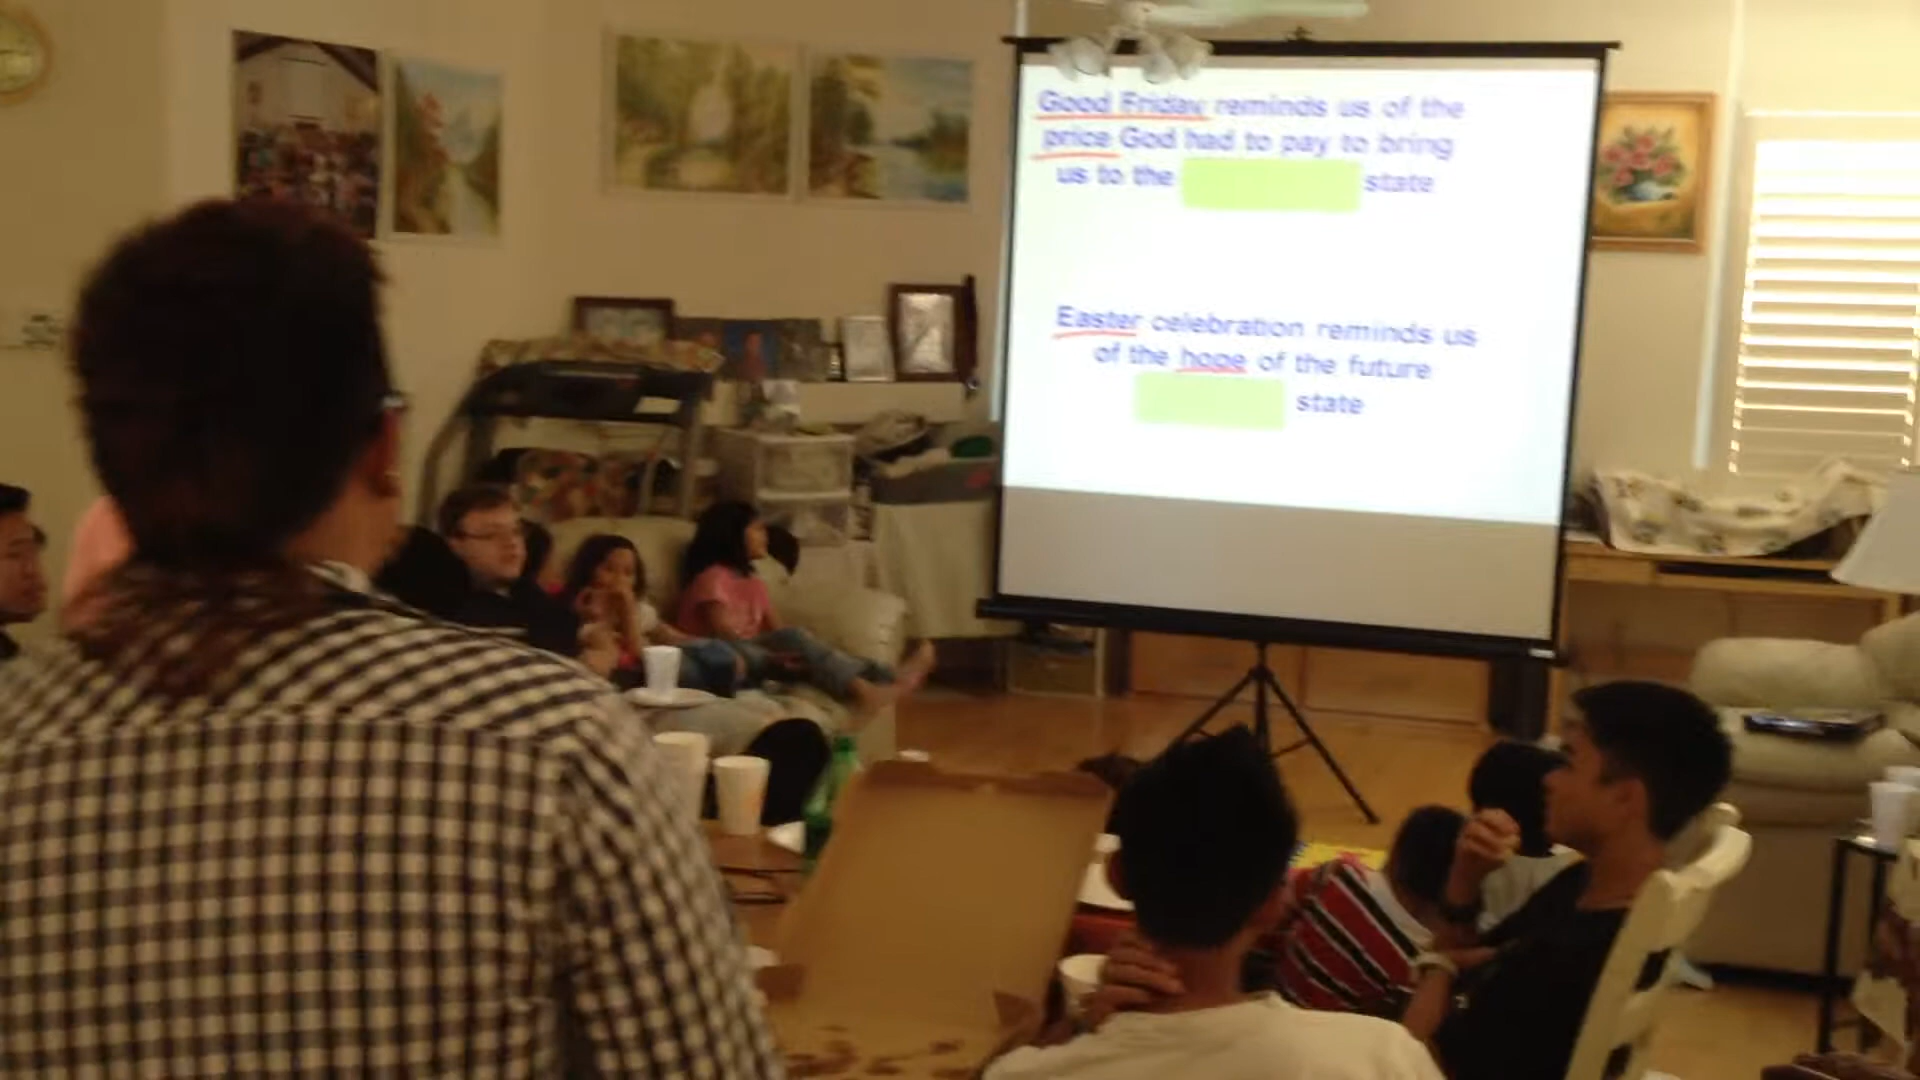 Good Friday reminds us of the
price God had to pay to bring
us to the state
Easter celebration reminds us
of the hope of the future
state